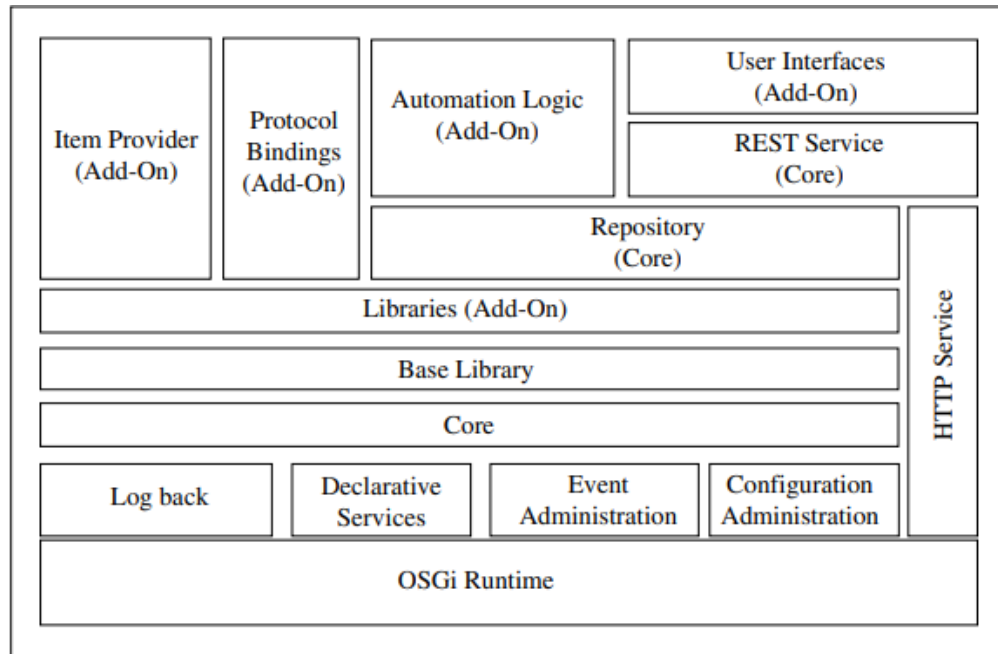 Item Provider
(Add-On)
Protocol
Bindings
(Add-On)
Automation Logic
(Add-On)
User Interfaces
(Add-On)
REST Service
(Core)
Repository
(Core)
HTTP Service
Libraries (Add-On)
Base Library
Core
Log back
Declarative
Services
Event
Administration
Configuration
Administration
OSGi Runtime